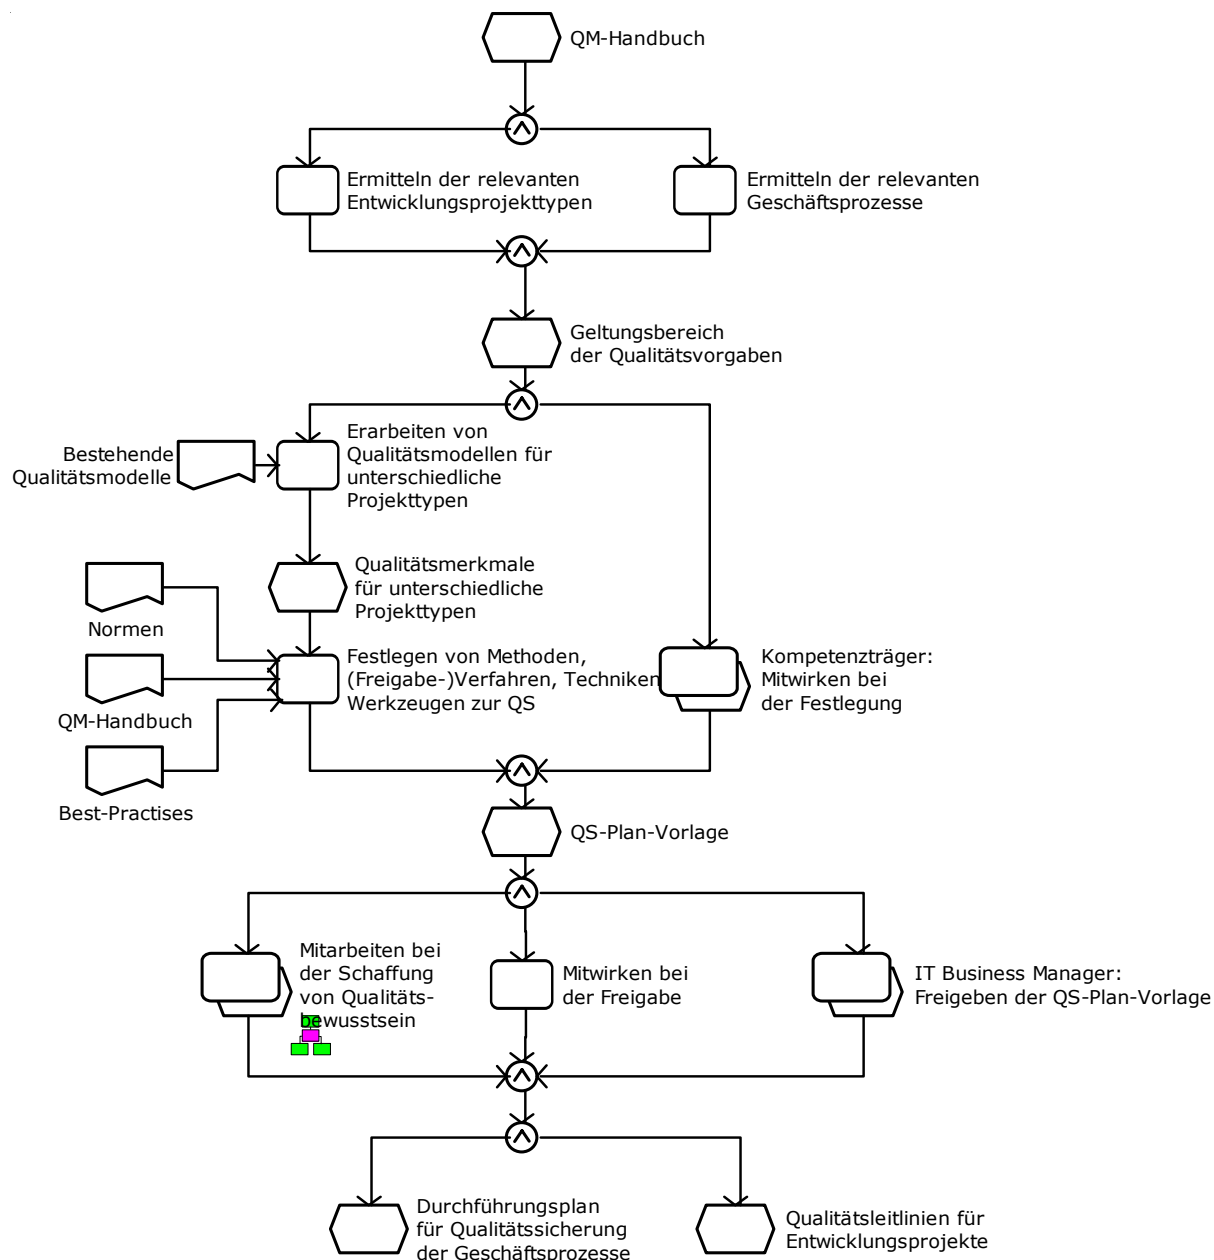 QM-Handbuch
Ermitteln der relevanten
Entwicklungsprojekttypen
Ermitteln der relevanten
Geschäftsprozesse
Geltungsbereich
der Qualitätsvorgaben
Bestehende
Qualitätsmodelle
Erarbeiten von
Qualitätsmodellen für
unterschiedliche
Projekttypen
Qualitätsmerkmale
für unterschiedliche
Projekttypen
Normen
QM-Handbuch
Best-Practises
Festlegen von Methoden,
(Freigabe-)Verfahren, Techniken
Werkzeugen zur QS
Kompetenzträger:
Mitwirken bei
der Festlegung
QS-Plan-Vorlage
Mitarbeiten bei
der Schaffung
von Qualitäts-
bewusstsein
Mitwirken bei
der Freigabe
IT Business Manager:
Freigeben der QS-Plan-Vorlage
Durchführungsplan
für Qualitätssicherung
der Geschäftsprozesse
Qualitätsleitlinien für
Entwicklungsprojekte